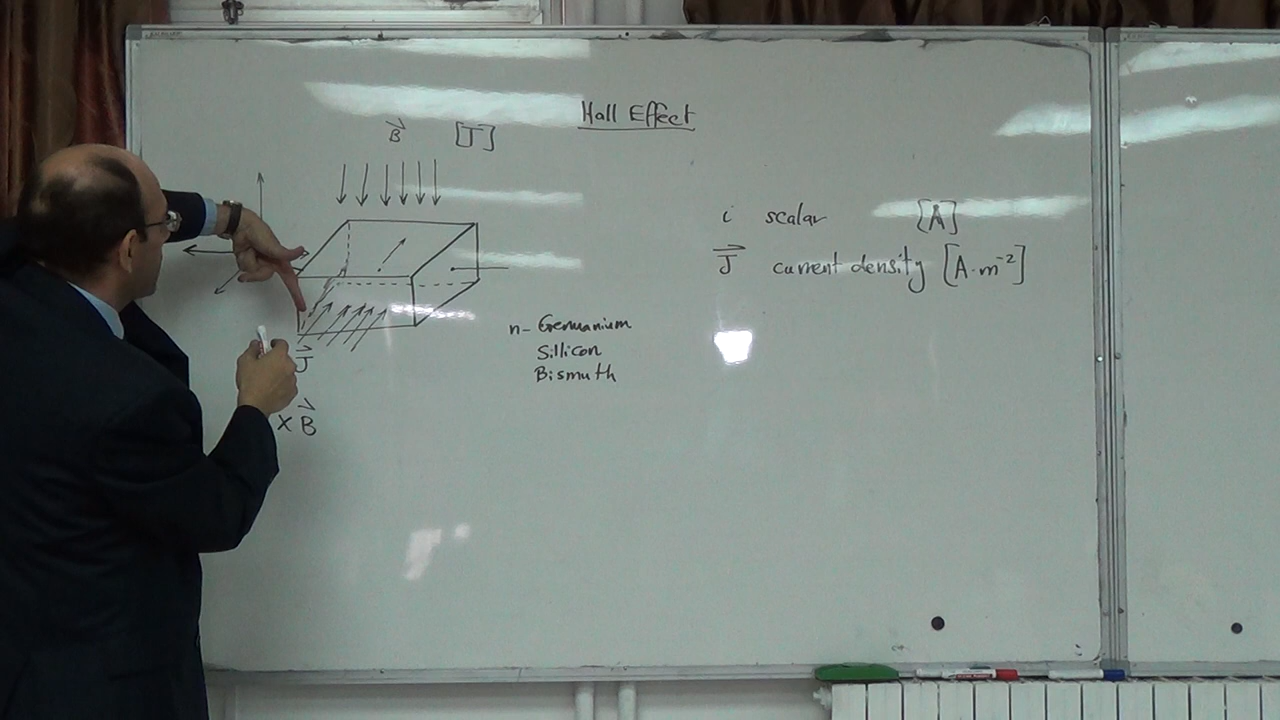 Hall Effect
B⃗ [T]
i scalar [A]
J⃗ current density [A·m⁻²]
n- Germanium
Sillicon
Bismuth
J⃗
× B⃗